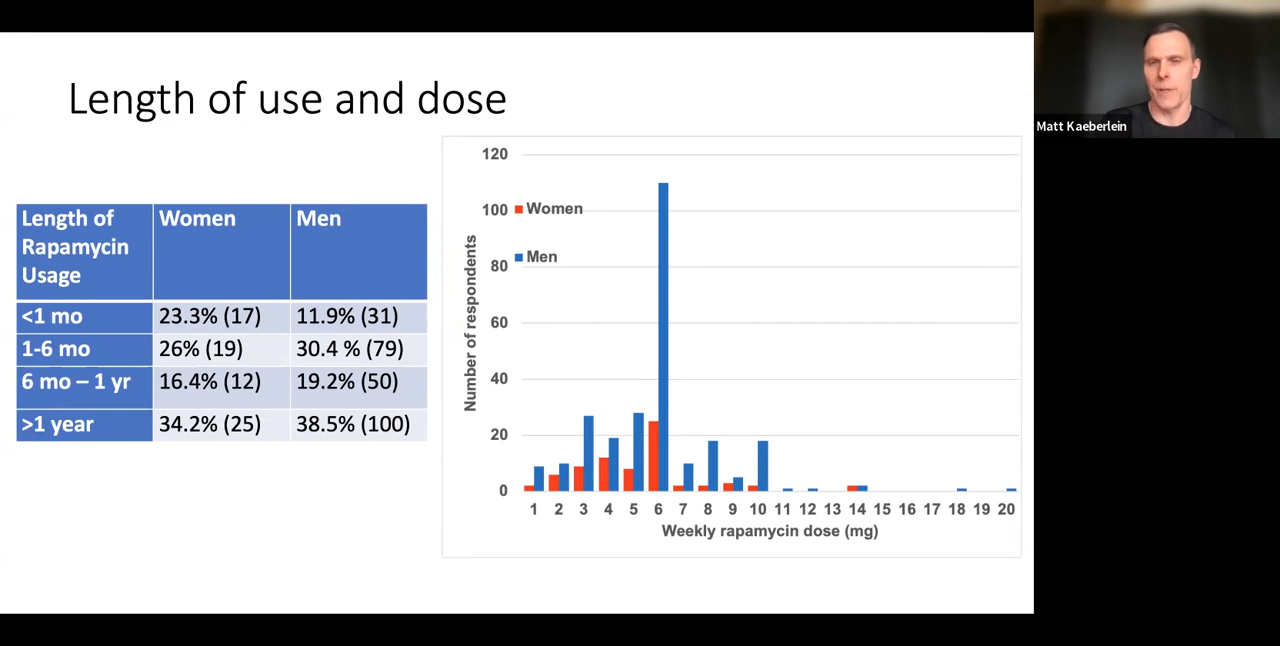 Length of use and dose
Matt Kaeberlein
Length of
Rapamycin
Usage
Women
Men
<1 mo
23.3% (17)
11.9% (31)
1-6 mo
26% (19)
30.4 % (79)
6 mo – 1 yr
16.4% (12)
19.2% (50)
>1 year
34.2% (25)
38.5% (100)
120
100
80
60
40
20
0
Number of respondents
Women
Men
1 2 3 4 5 6 7 8 9 10 11 12 13 14 15 16 17 18 19 20
Weekly rapamycin dose (mg)